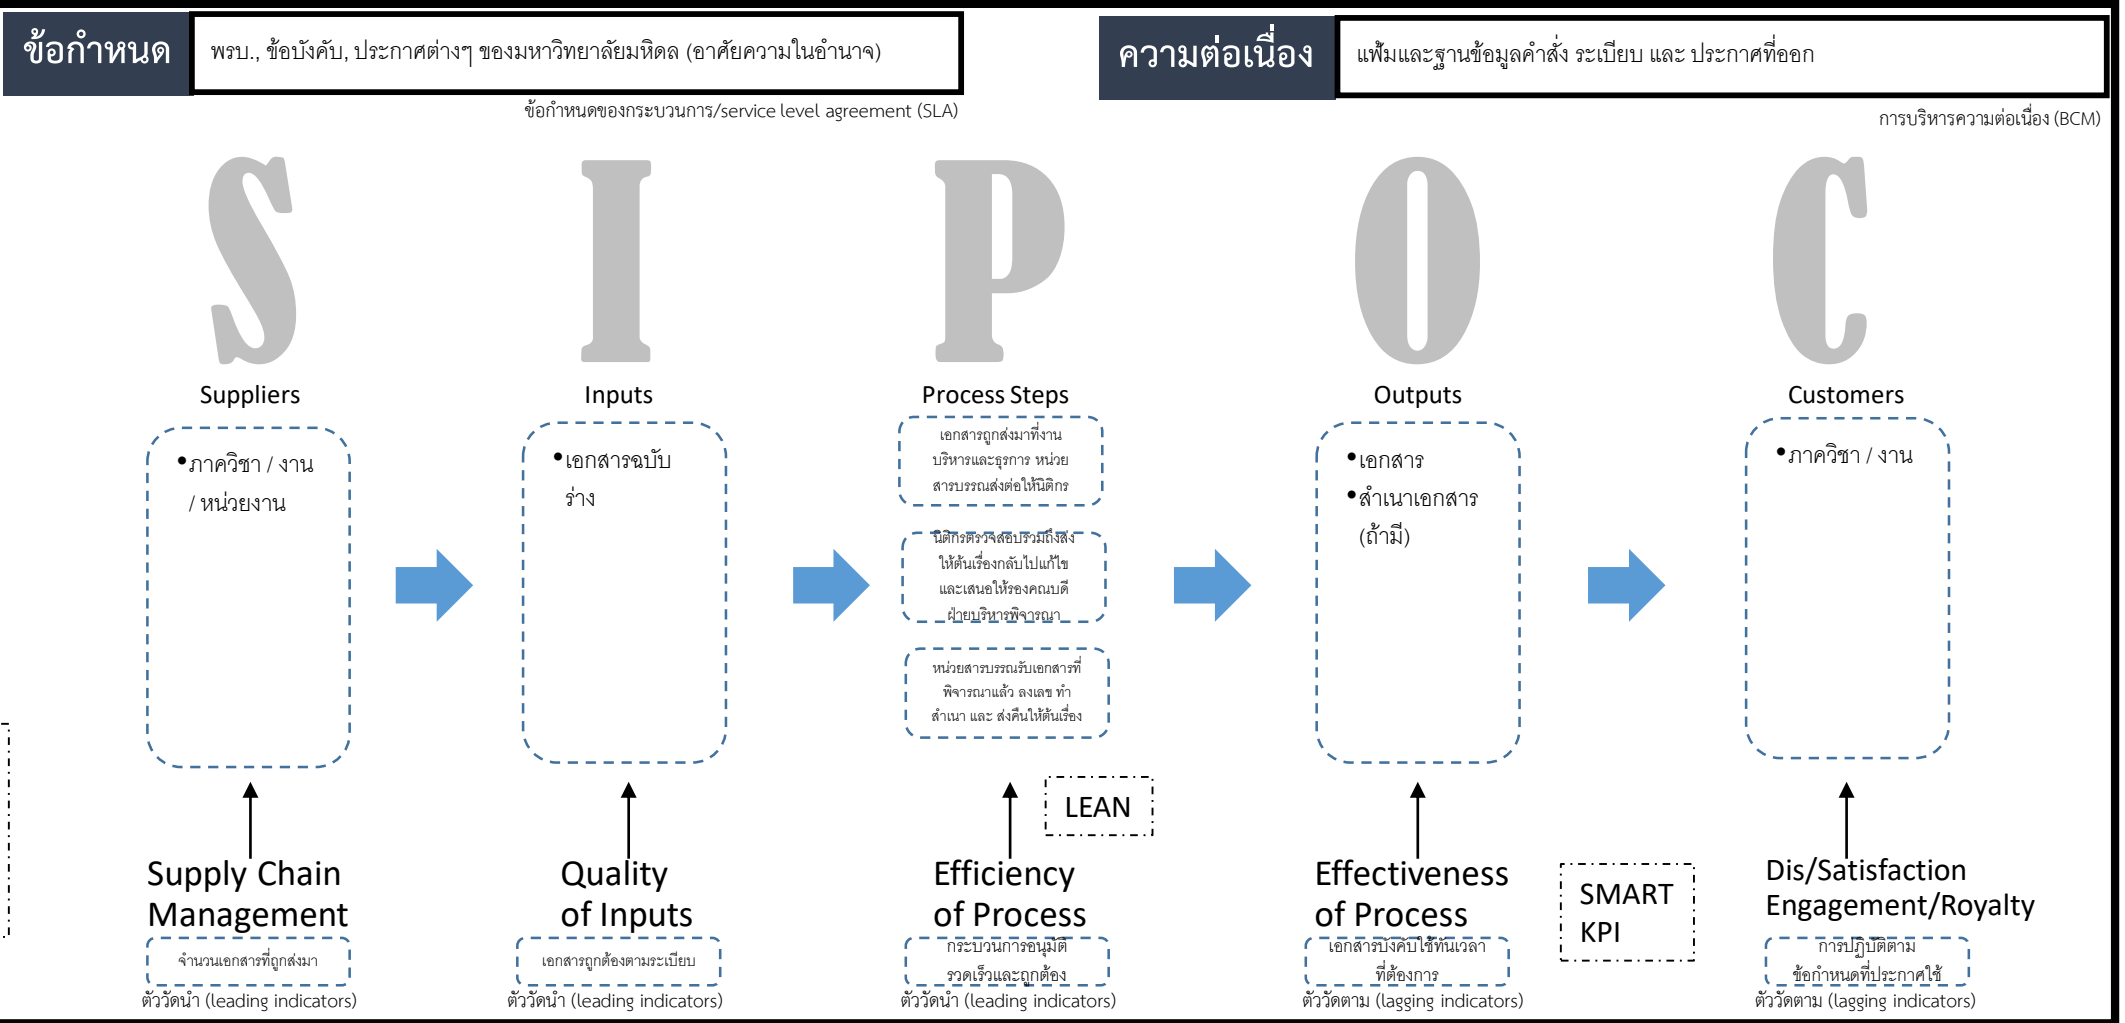 ข้อกำหนด
พรบ., ข้อบังคับ, ประกาศต่างๆ ของมหาวิทยาลัยมหิดล (อาศัยความในอำนาจ)
ข้อกำหนดของกระบวนการ/service level agreement (SLA)
ความต่อเนื่อง
แฟ้มและฐานข้อมูลคำสั่ง ระเบียบ และ ประกาศที่ออก
การบริหารความต่อเนื่อง (BCM)
S I P O C
Suppliers
•ภาควิชา / งาน
/ หน่วยงาน
Supply Chain
Management
จำนวนเอกสารที่ถูกส่งมา
ตัววัดนำ (leading indicators)
Inputs
•เอกสารฉบับ
ร่าง
Quality
of Inputs
เอกสารถูกต้องตามระเบียบ
ตัววัดนำ (leading indicators)
Process Steps
เอกสารถูกส่งมาที่งาน
บริหารและธุรการ หน่วย
สารบรรณส่งต่อให้นิติกร
นิติกรตรวจสอบรวมถึงส่ง
ให้ต้นเรื่องกลับไปแก้ไข
และเสนอให้รองคณบดี
ฝ่ายบริหารพิจารณา
หน่วยสารบรรณรับเอกสารที่
พิจารณาแล้ว ลงเลข ทำ
สำเนา และ ส่งคืนให้ต้นเรื่อง
LEAN
Efficiency
of Process
กระบวนการอนุมัติ
รวดเร็วและถูกต้อง
ตัววัดนำ (leading indicators)
Outputs
•เอกสาร
•สำเนาเอกสาร
(ถ้ามี)
Effectiveness
of Process
เอกสารบังคับใช้ทันเวลา
ที่ต้องการ
ตัววัดตาม (lagging indicators)
SMART
KPI
Customers
•ภาควิชา / งาน
Dis/Satisfaction
Engagement/Royalty
การปฏิบัติตาม
ข้อกำหนดที่ประกาศใช้
ตัววัดตาม (lagging indicators)